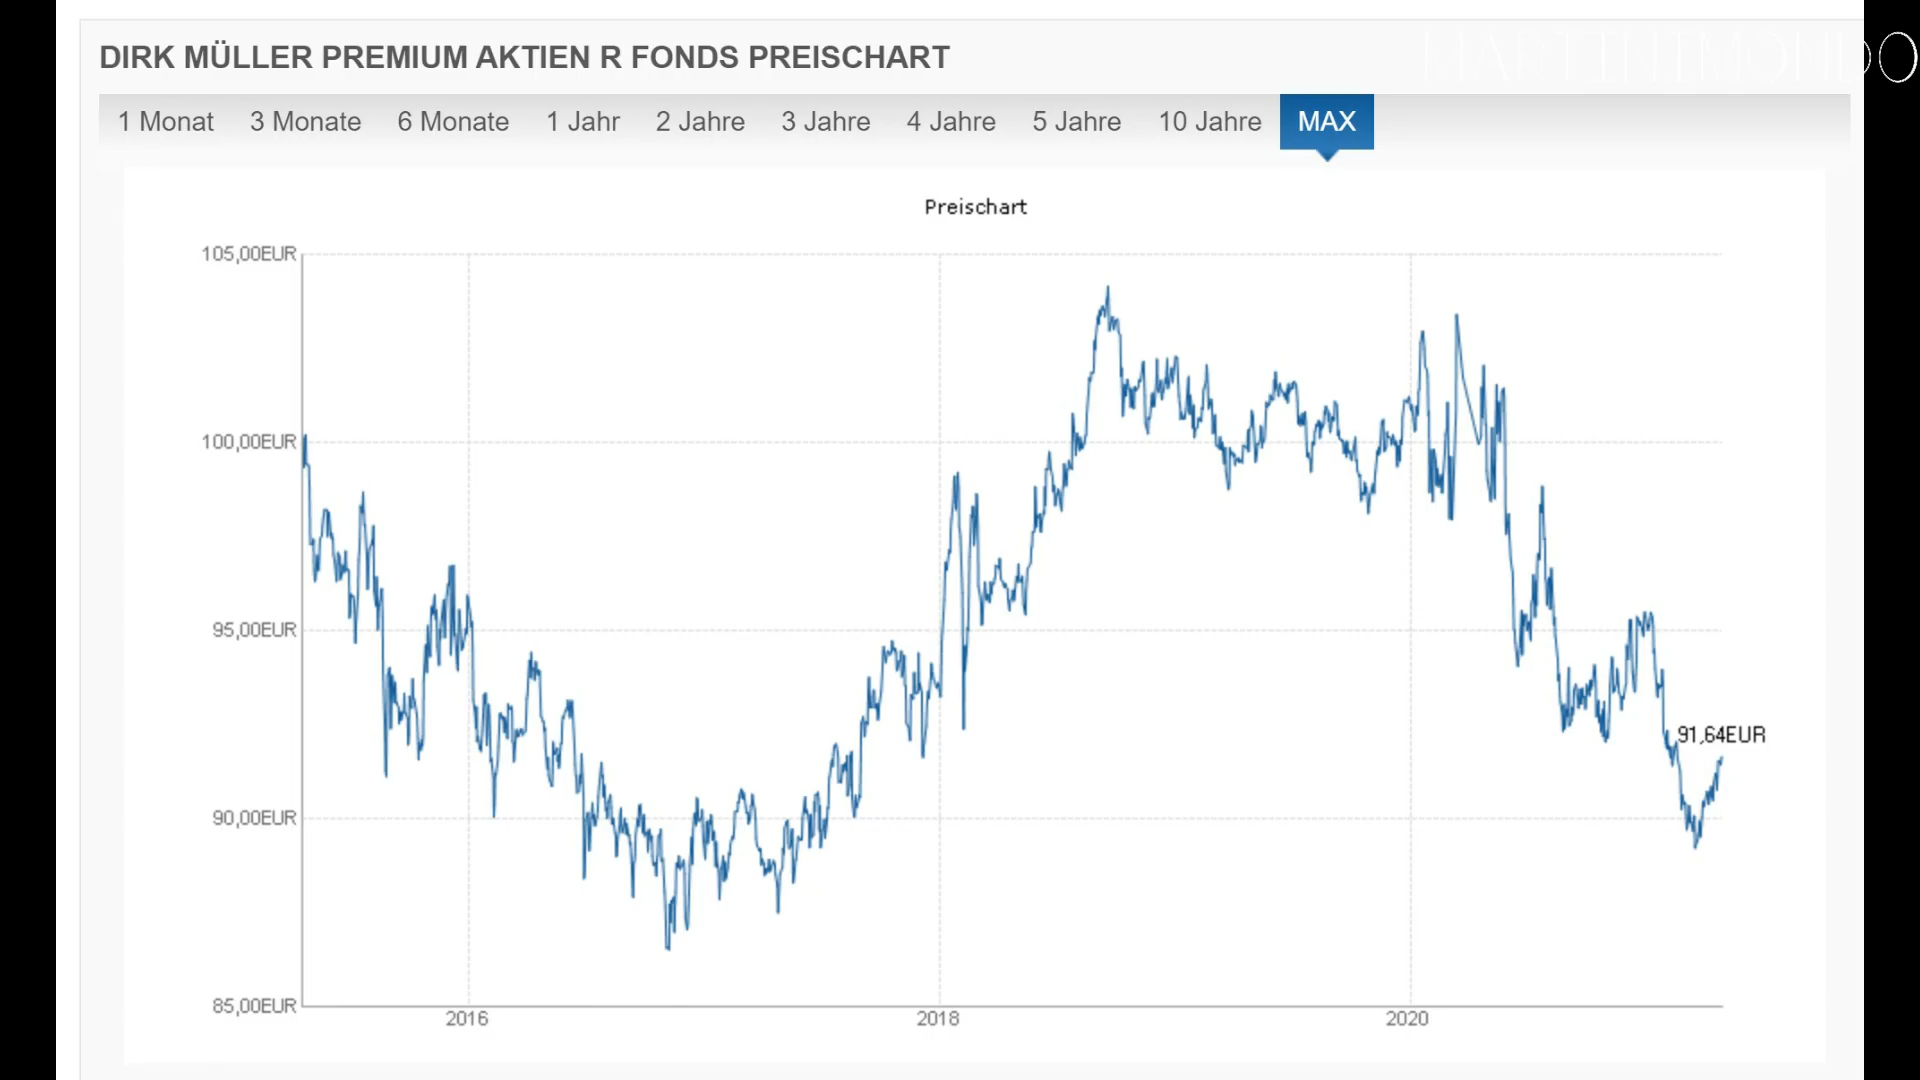 DIRK MÜLLER PREMIUM AKTIEN R FONDS PREISCHART
1 Monat 3 Monate 6 Monate 1 Jahr 2 Jahre 3 Jahre 4 Jahre 5 Jahre 10 Jahre MAX
Preischart
105,00EUR
100,00EUR
95,00EUR
91,64EUR
90,00EUR
85,00EUR
2016 2018 2020